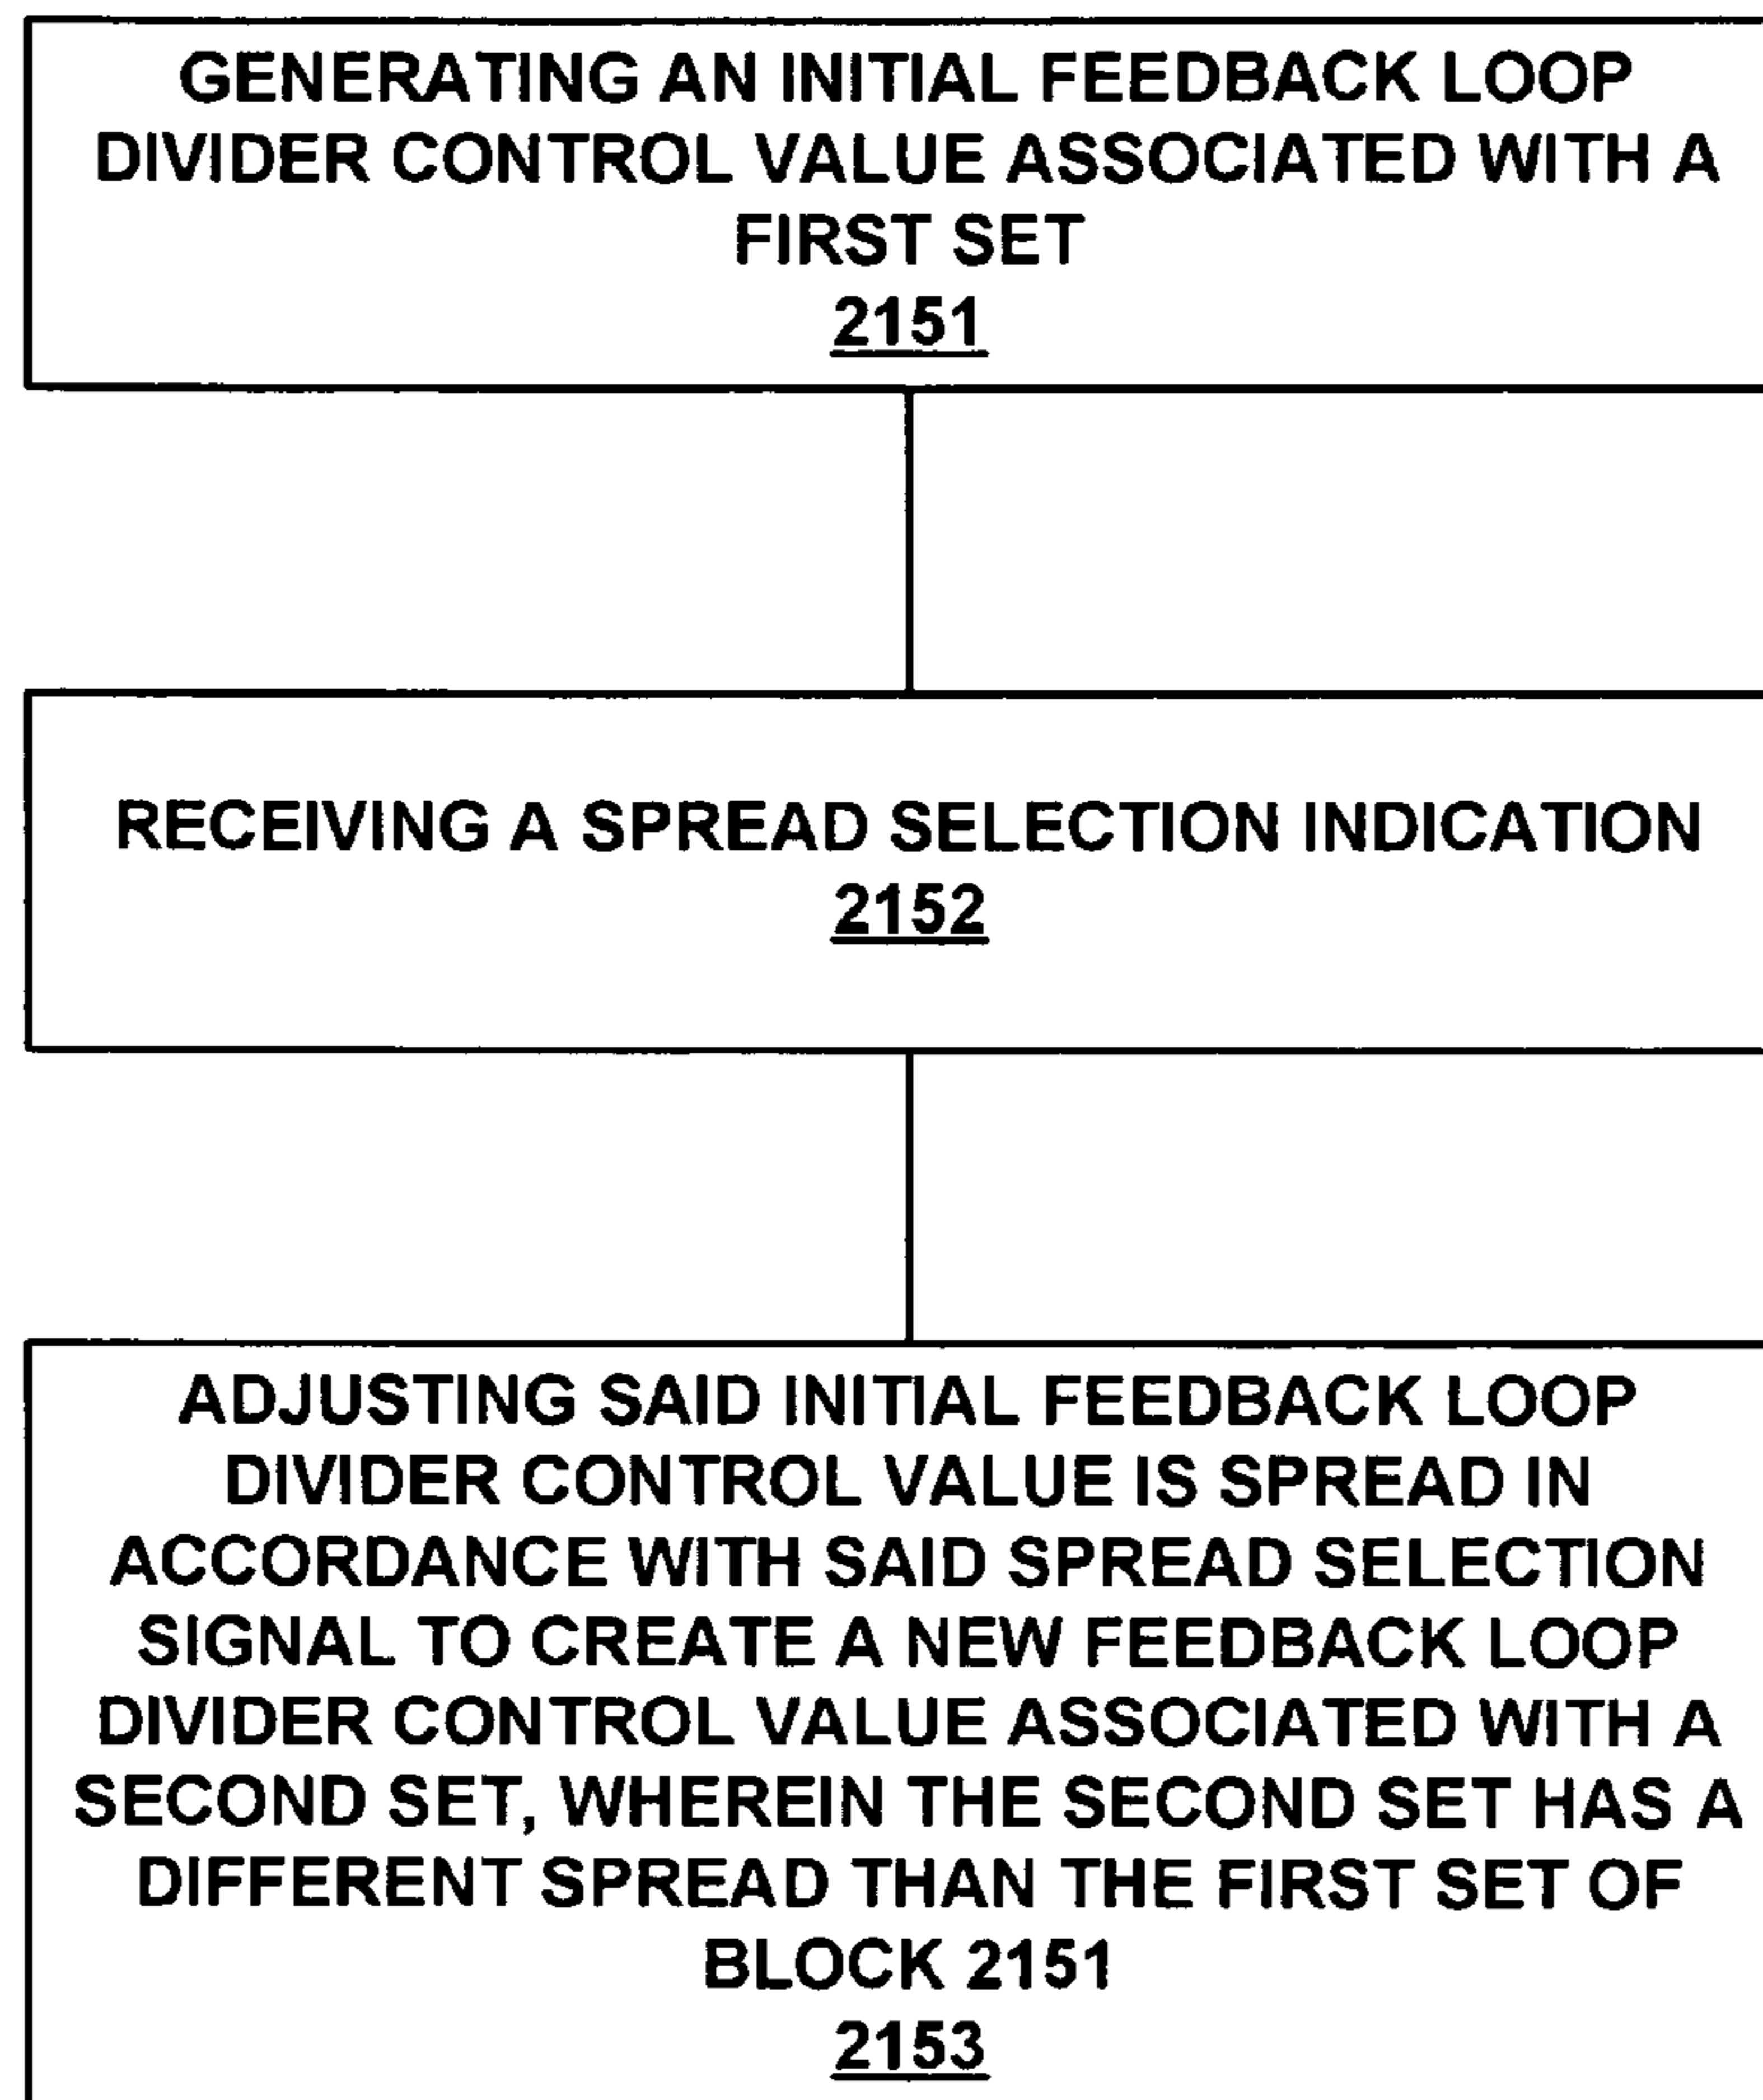 GENERATING AN INITIAL FEEDBACK LOOP
DIVIDER CONTROL VALUE ASSOCIATED WITH A
FIRST SET
2151
RECEIVING A SPREAD SELECTION INDICATION
2152
ADJUSTING SAID INITIAL FEEDBACK LOOP
DIVIDER CONTROL VALUE IS SPREAD IN
ACCORDANCE WITH SAID SPREAD SELECTION
SIGNAL TO CREATE A NEW FEEDBACK LOOP
DIVIDER CONTROL VALUE ASSOCIATED WITH A
SECOND SET, WHEREIN THE SECOND SET HAS A
DIFFERENT SPREAD THAN THE FIRST SET OF
BLOCK 2151
2153